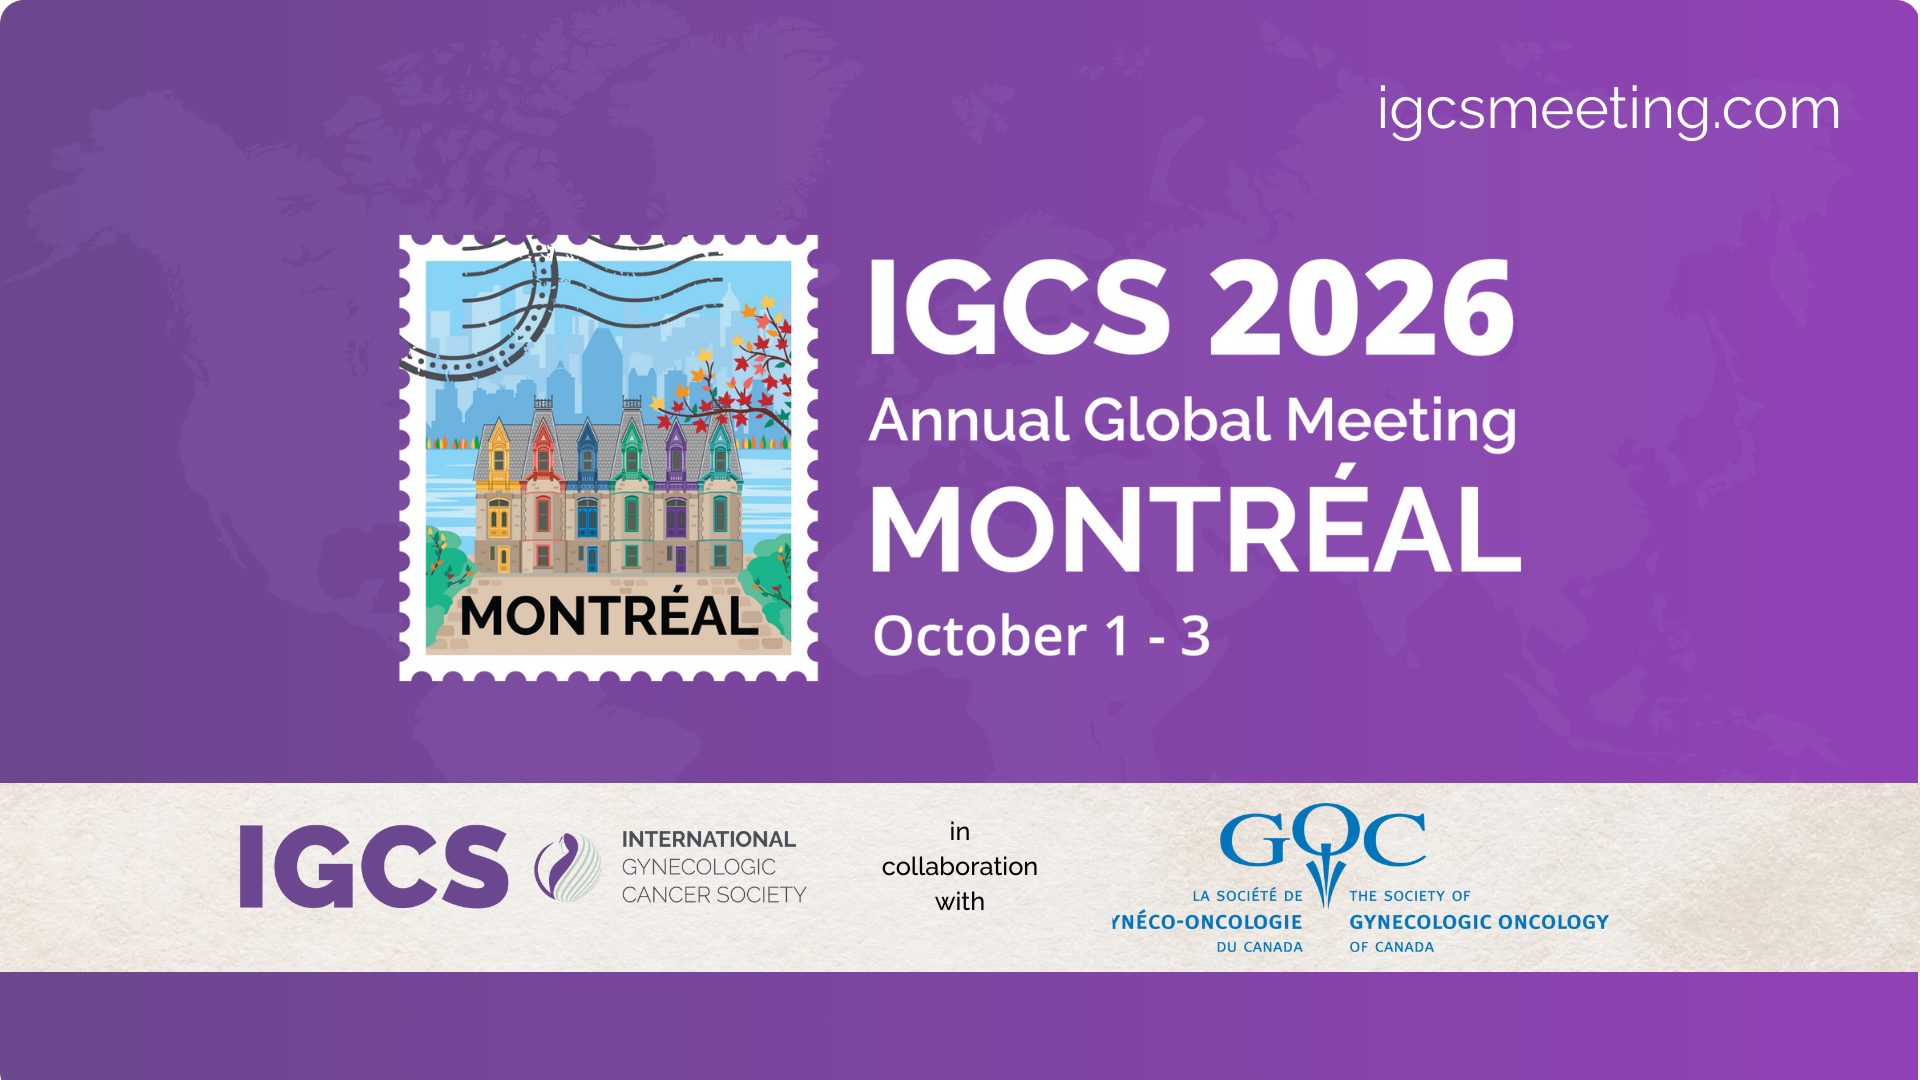 igcsmeeting.com
IGCS 2026
Annual Global Meeting
MONTRÉAL
October 1 - 3
MONTRÉAL
IGCS
INTERNATIONAL
GYNECOLOGIC
CANCER SOCIETY
in
collaboration
with
GOC
LA SOCIÉTÉ DE
YNÉCO-ONCOLOGIE
DU CANADA
THE SOCIETY OF
GYNECOLOGIC ONCOLOGY
OF CANADA